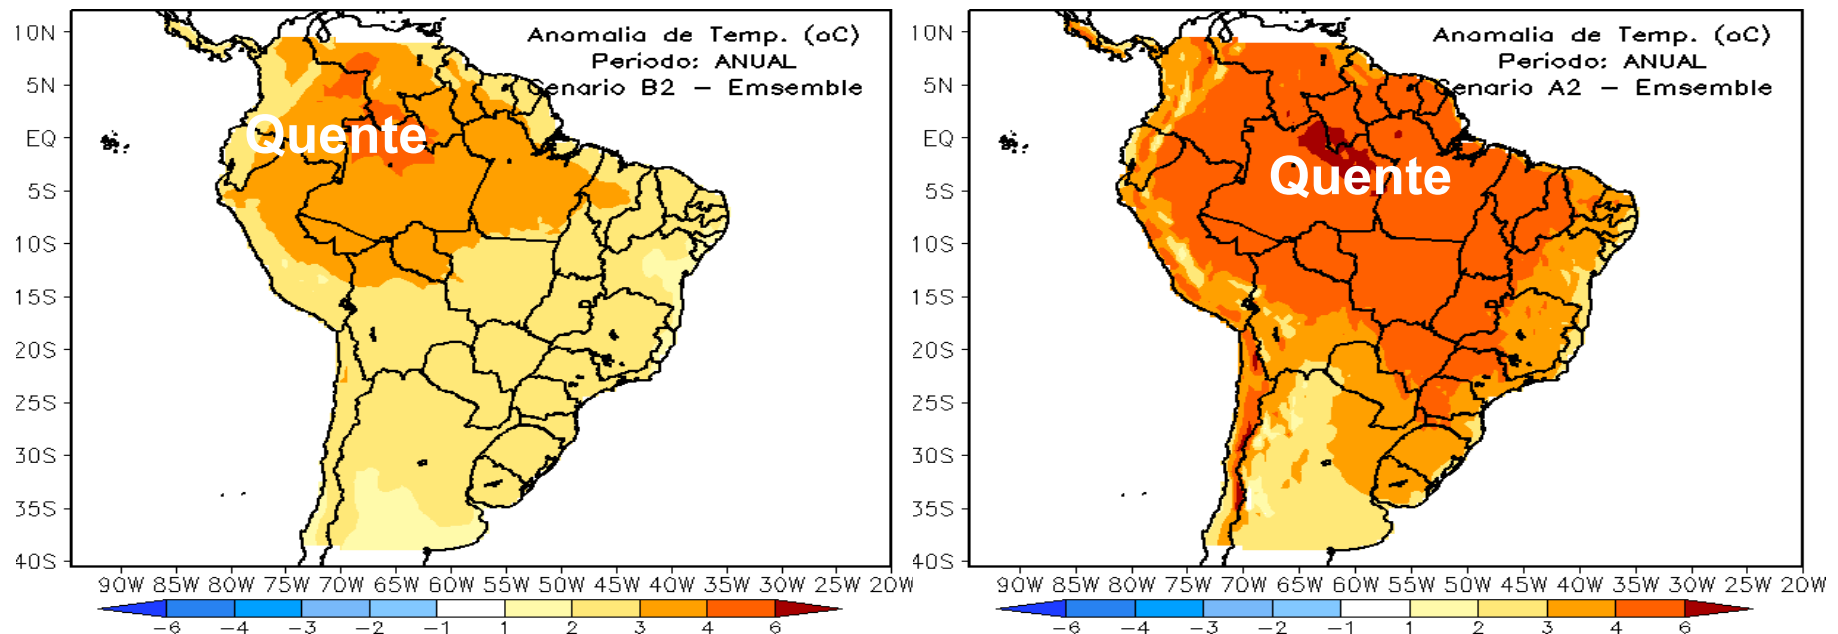 Anomalia de Temp. (oC)
Periodo: ANUAL
Cenario B2 – Emsemble
Quente
10N
5N
EQ
5S
10S
15S
20S
25S
30S
35S
40S
90W 85W 80W 75W 70W 65W 60W 55W 50W 45W 40W 35W 30W 25W 20W
−6 −4 −3 −2 −1 1 2 3 4 6
Anomalia de Temp. (oC)
Periodo: ANUAL
Cenario A2 – Emsemble
Quente
10N
5N
EQ
5S
10S
15S
20S
25S
30S
35S
40S
90W 85W 80W 75W 70W 65W 60W 55W 50W 45W 40W 35W 30W 25W 20W
−6 −4 −3 −2 −1 1 2 3 4 6